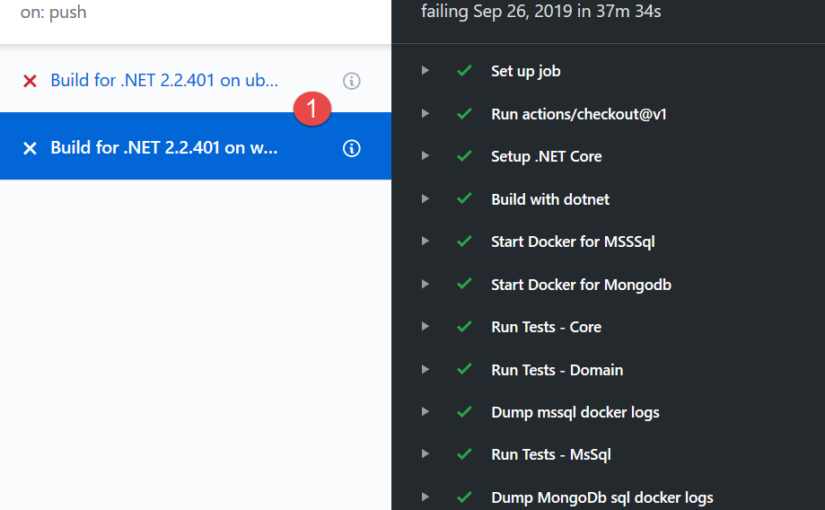 on: push
Build for .NET 2.2.401 on ub...
1
Build for .NET 2.2.401 on w...
failing Sep 26, 2019 in 37m 34s
Set up job
Run actions/checkout@v1
Setup .NET Core
Build with dotnet
Start Docker for MSSSql
Start Docker for Mongodb
Run Tests - Core
Run Tests - Domain
Dump mssql docker logs
Run Tests - MsSql
Dump MongoDb sql docker logs